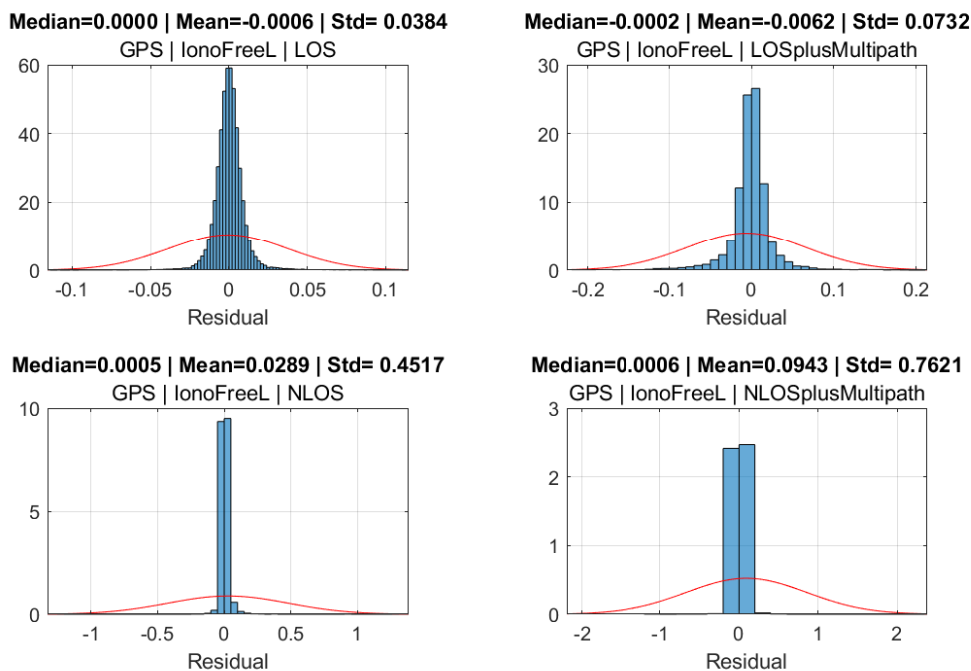 Median=0.0000 | Mean=-0.0006 | Std= 0.0384
GPS | IonoFreeL | LOS
60
40
20
0
-0.1 -0.05 0 0.05 0.1
Residual
Median=-0.0002 | Mean=-0.0062 | Std= 0.0732
GPS | IonoFreeL | LOSplusMultipath
30
20
10
0
-0.2 -0.1 0 0.1 0.2
Residual
Median=0.0005 | Mean=0.0289 | Std= 0.4517
GPS | IonoFreeL | NLOS
10
5
0
-1 -0.5 0 0.5 1
Residual
Median=0.0006 | Mean=0.0943 | Std= 0.7621
GPS | IonoFreeL | NLOSplusMultipath
3
2
1
0
-2 -1 0 1 2
Residual